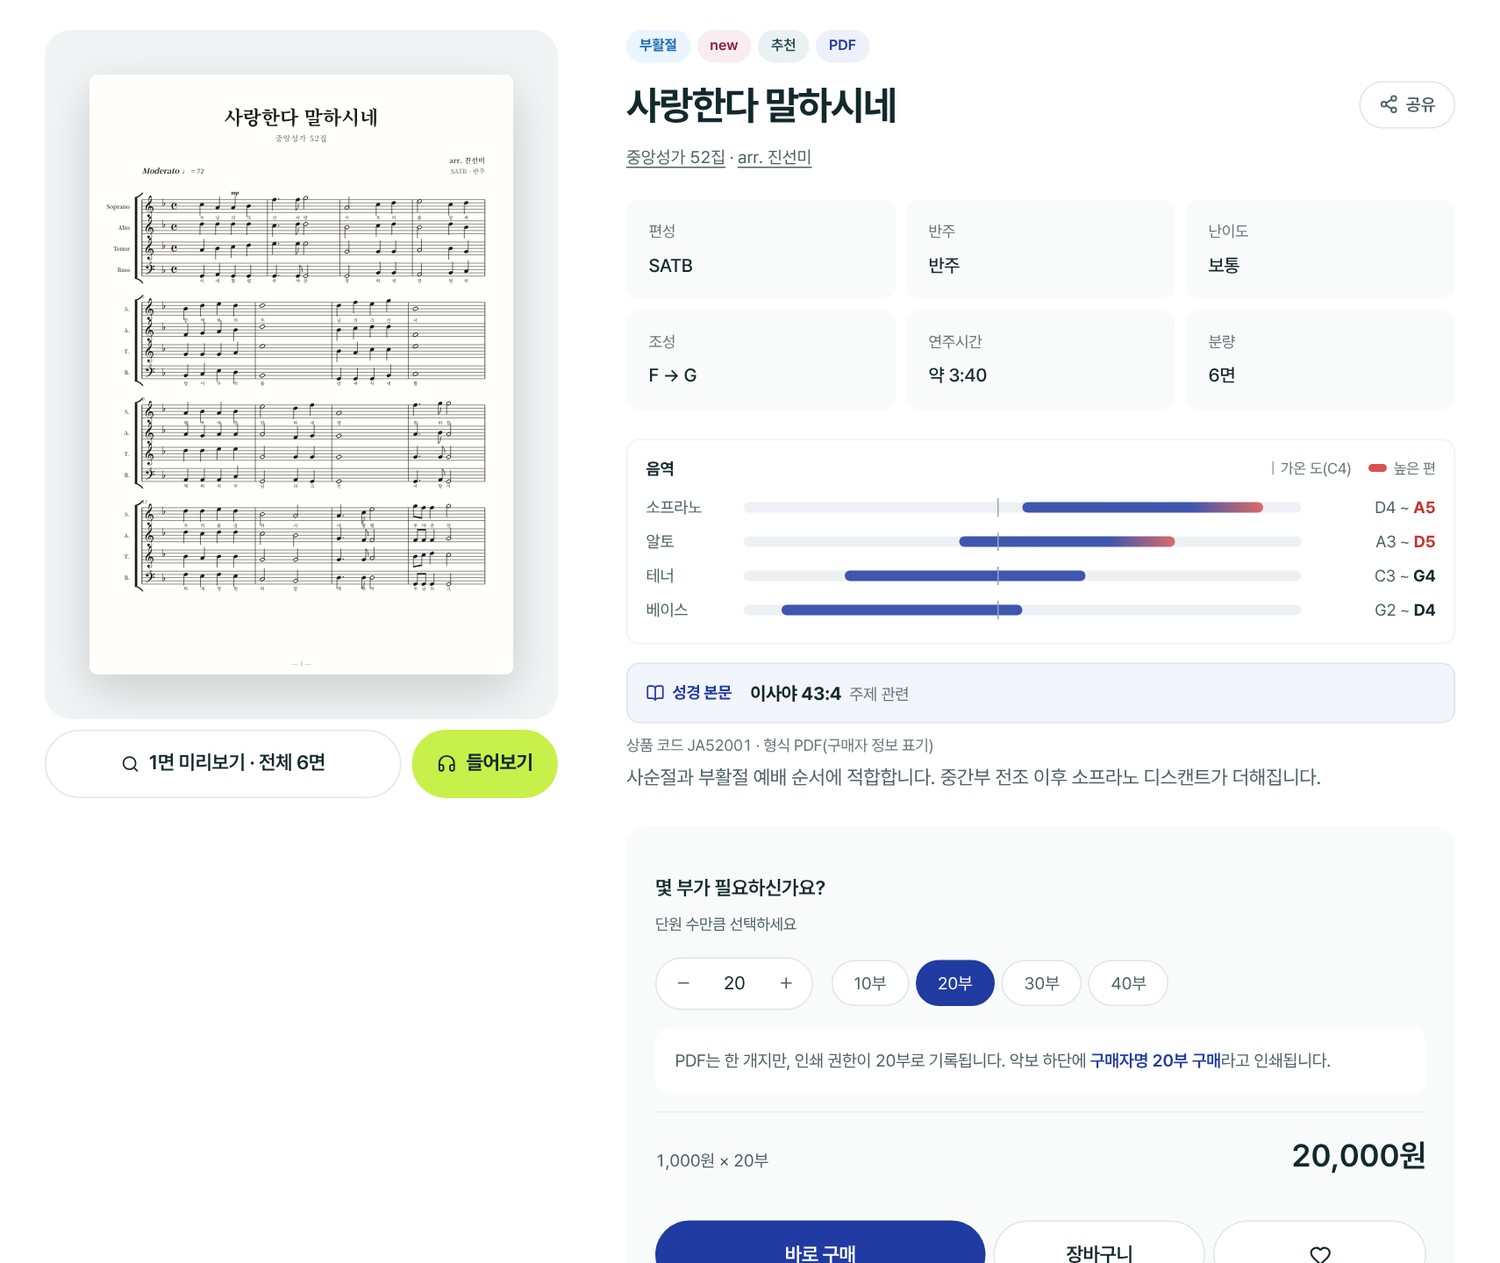 부활절 new 추천 PDF
사랑한다 말하시네
공유
중앙성가 52집 · arr. 진선미
사랑한다 말하시네
중앙성가 52집
arr. 진선미
Moderato ♩ = 72
SATB · 반주
mp
Soprano
Alto
Tenor
Bass
S.
A.
T.
B.
S.
A.
T.
B.
S.
A.
T.
B.
— 1 —
1면 미리보기 · 전체 6면
들어보기
편성
SATB
반주
반주
난이도
보통
조성
F → G
연주시간
약 3:40
분량
6면
음역
가온 도(C4) 높은 편
소프라노 D4 ~ A5
알토 A3 ~ D5
테너 C3 ~ G4
베이스 G2 ~ D4
성경 본문 이사야 43:4 주제 관련
상품 코드 JA52001 · 형식 PDF(구매자 정보 표기)
사순절과 부활절 예배 순서에 적합합니다. 중간부 전조 이후 소프라노 디스캔트가 더해집니다.
몇 부가 필요하신가요?
단원 수만큼 선택하세요
− 20 + 10부 20부 30부 40부
PDF는 한 개지만, 인쇄 권한이 20부로 기록됩니다. 악보 하단에 구매자명 20부 구매라고 인쇄됩니다.
1,000원 × 20부
20,000원
바로 구매 장바구니